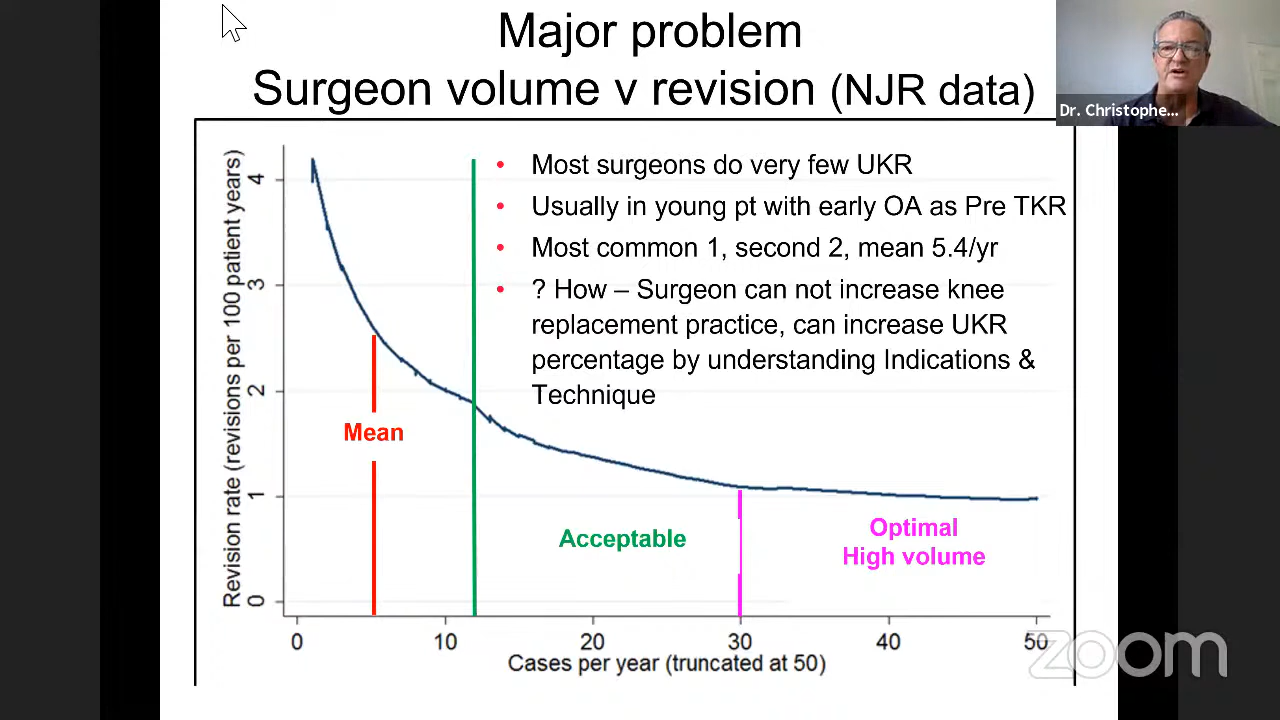 Major problem
Surgeon volume v revision (NJR data)
Dr. Christophe...
• Most surgeons do very few UKR
• Usually in young pt with early OA as Pre TKR
• Most common 1, second 2, mean 5.4/yr
• ? How – Surgeon can not increase knee
replacement practice, can increase UKR
percentage by understanding Indications &
Technique
Revision rate (revisions per 100 patient years)
4
3
2
1
0
Mean
Acceptable
Optimal
High volume
0 10 20 30 40 50
Cases per year (truncated at 50)
zoom